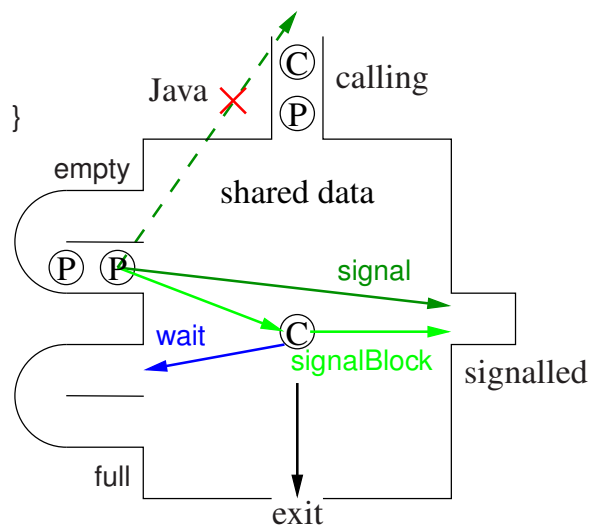 C
calling
Java
P
}
empty
shared data
P P
signal
wait
C
signalBlock
signalled
full
exit